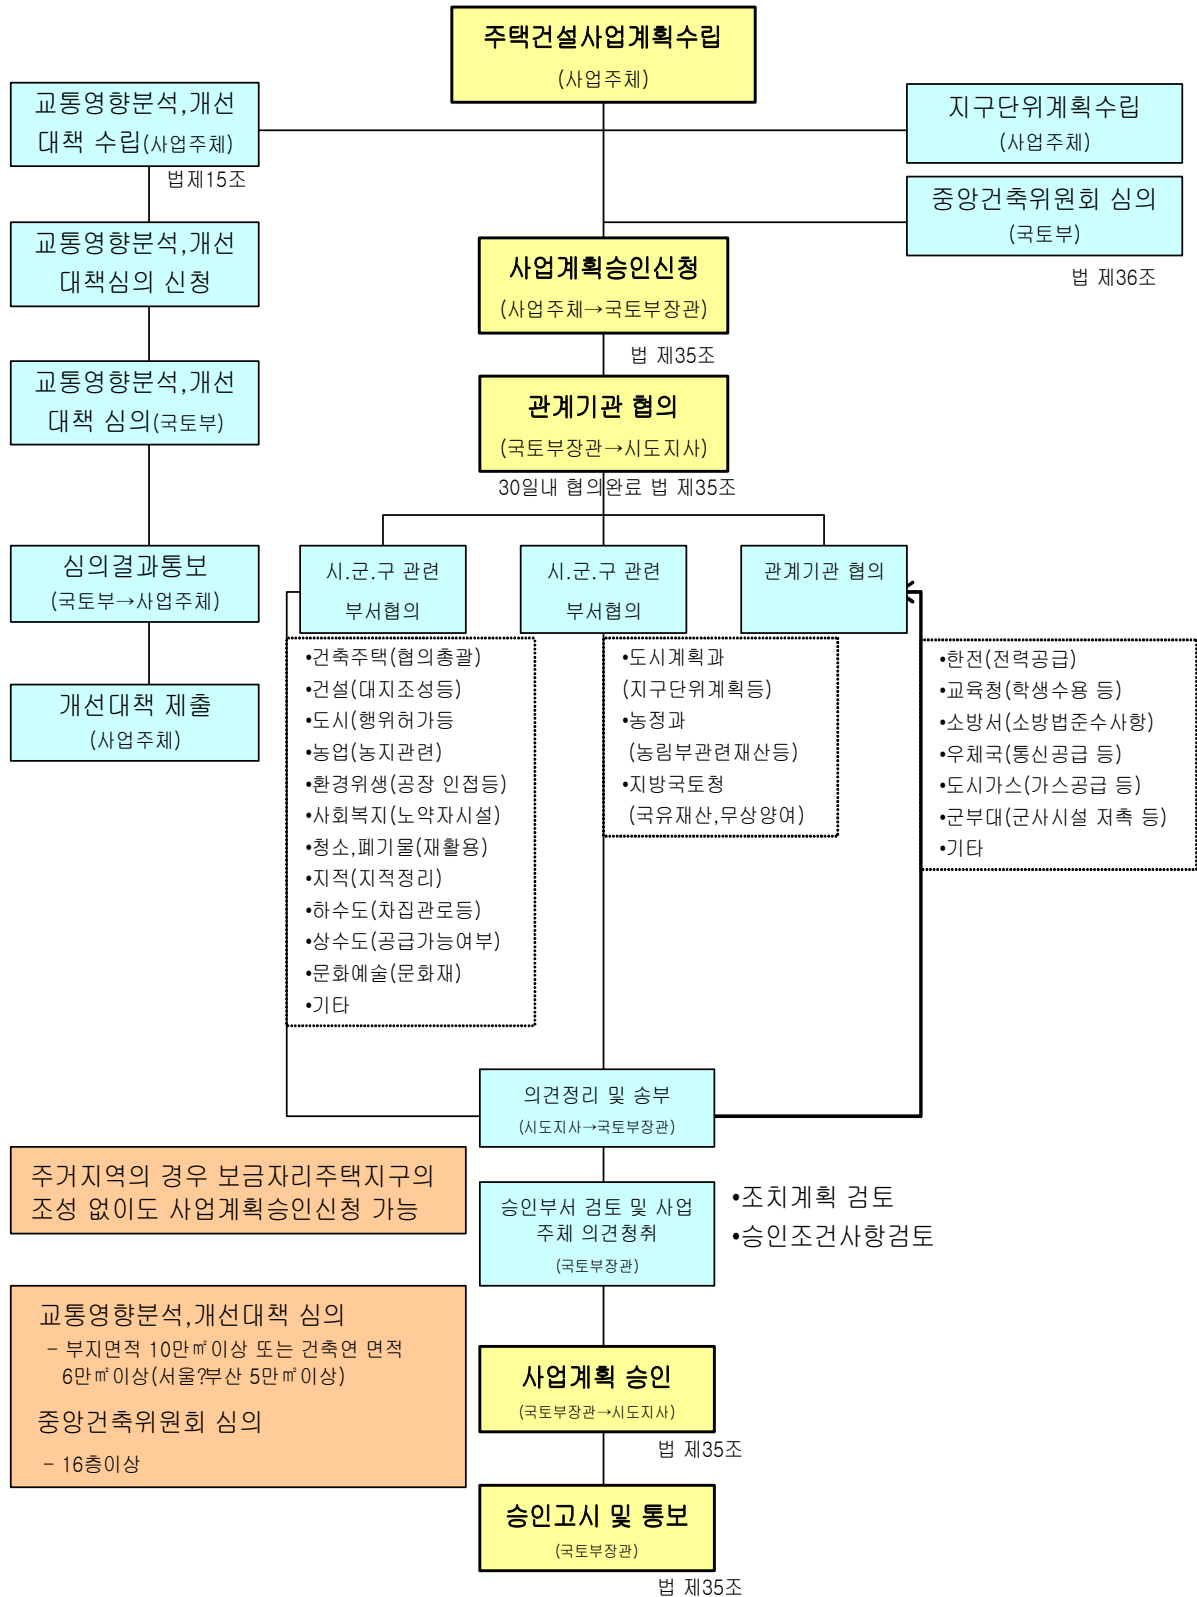 주택건설사업계획수립
(사업주체)
교통영향분석,개선
대책 수립(사업주체)
법제15조
지구단위계획수립
(사업주체)
중앙건축위원회 심의
(국토부)
법 제36조
교통영향분석,개선
대책심의 신청
사업계획승인신청
(사업주체→국토부장관)
법 제35조
교통영향분석,개선
대책 심의(국토부)
관계기관 협의
(국토부장관→시도지사)
30일내 협의완료 법 제35조
심의결과통보
(국토부→사업주체)
개선대책 제출
(사업주체)
시.군.구 관련
부서협의
시.군.구 관련
부서협의
관계기관 협의
•건축주택(협의총괄)
•건설(대지조성등)
•도시(행위허가등
•농업(농지관련)
•환경위생(공장 인접등)
•사회복지(노약자시설)
•청소,폐기물(재활용)
•지적(지적정리)
•하수도(차집관로등)
•상수도(공급가능여부)
•문화예술(문화재)
•기타
•도시계획과
(지구단위계획등)
•농정과
(농림부관련재산등)
•지방국토청
(국유재산,무상양여)
•한전(전력공급)
•교육청(학생수용 등)
•소방서(소방법준수사항)
•우체국(통신공급 등)
•도시가스(가스공급 등)
•군부대(군사시설 저촉 등)
•기타
의견정리 및 송부
(시도지사→국토부장관)
주거지역의 경우 보금자리주택지구의
조성 없이도 사업계획승인신청 가능
승인부서 검토 및 사업
주체 의견청취
(국토부장관)
•조치계획 검토
•승인조건사항검토
교통영향분석,개선대책 심의
- 부지면적 10만㎡이상 또는 건축연 면적
6만㎡이상(서울?부산 5만㎡이상)
중앙건축위원회 심의
- 16층이상
사업계획 승인
(국토부장관→시도지사)
법 제35조
승인고시 및 통보
(국토부장관)
법 제35조